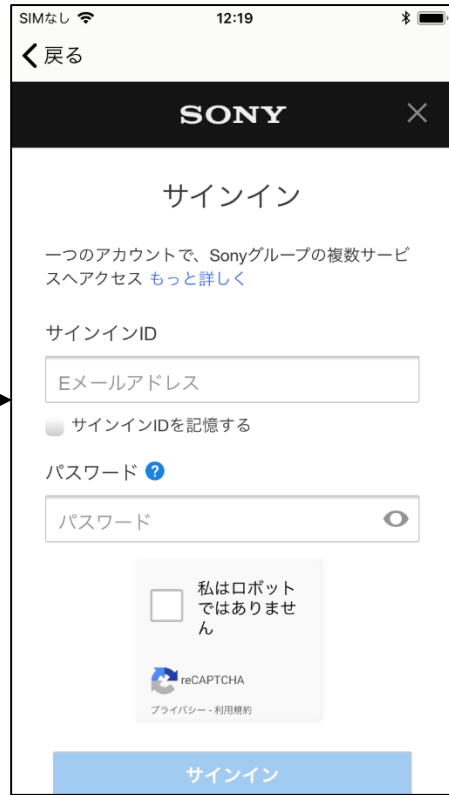 SIMなし 12:19
戻る
SONY
サインイン
一つのアカウントで、Sonyグループの複数サービ
スへアクセス もっと詳しく
サインインID
Eメールアドレス
サインインIDを記憶する
パスワード ?
パスワード
私はロボット
ではありませ
ん
reCAPTCHA
プライバシー - 利用規約
サインイン